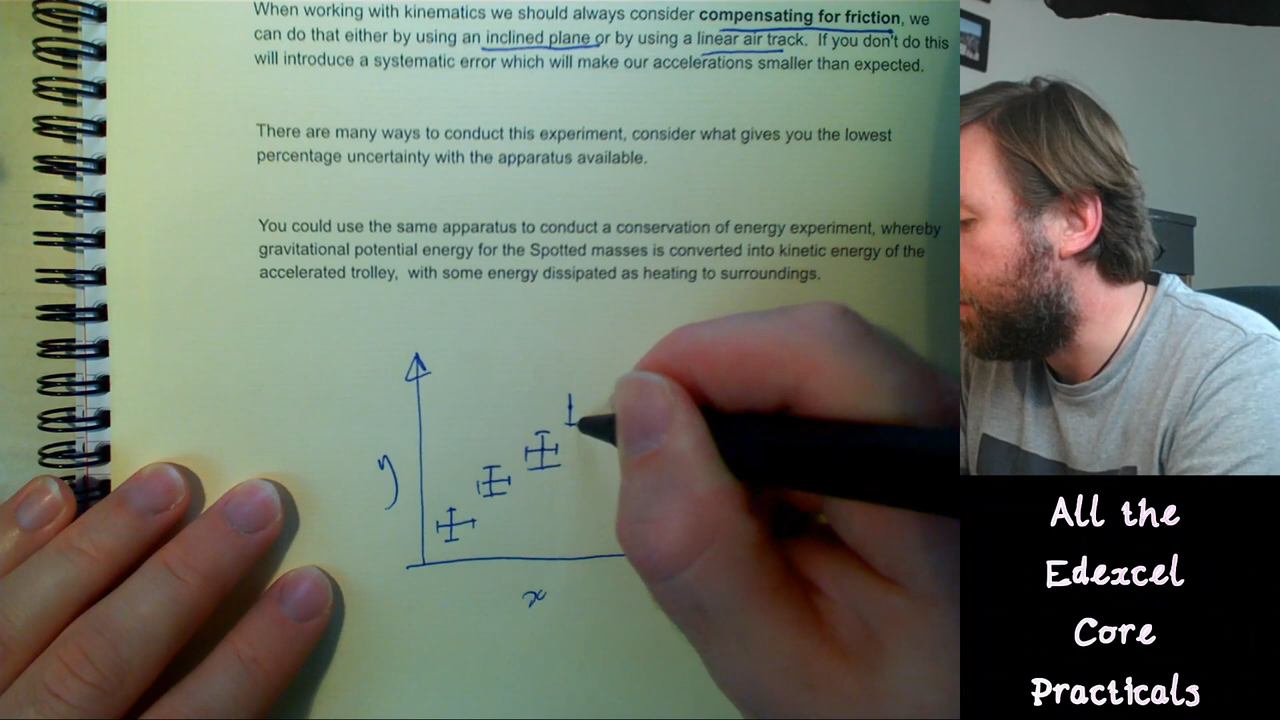 When working with kinematics we should always consider compensating for friction, we
can do that either by using an inclined plane or by using a linear air track. If you don't do this
will introduce a systematic error which will make our accelerations smaller than expected.
There are many ways to conduct this experiment, consider what gives you the lowest
percentage uncertainty with the apparatus available.
You could use the same apparatus to conduct a conservation of energy experiment, whereby
gravitational potential energy for the Spotted masses is converted into kinetic energy of the
accelerated trolley, with some energy dissipated as heating to surroundings.
y
x
All the
Edexcel
Core
Practicals